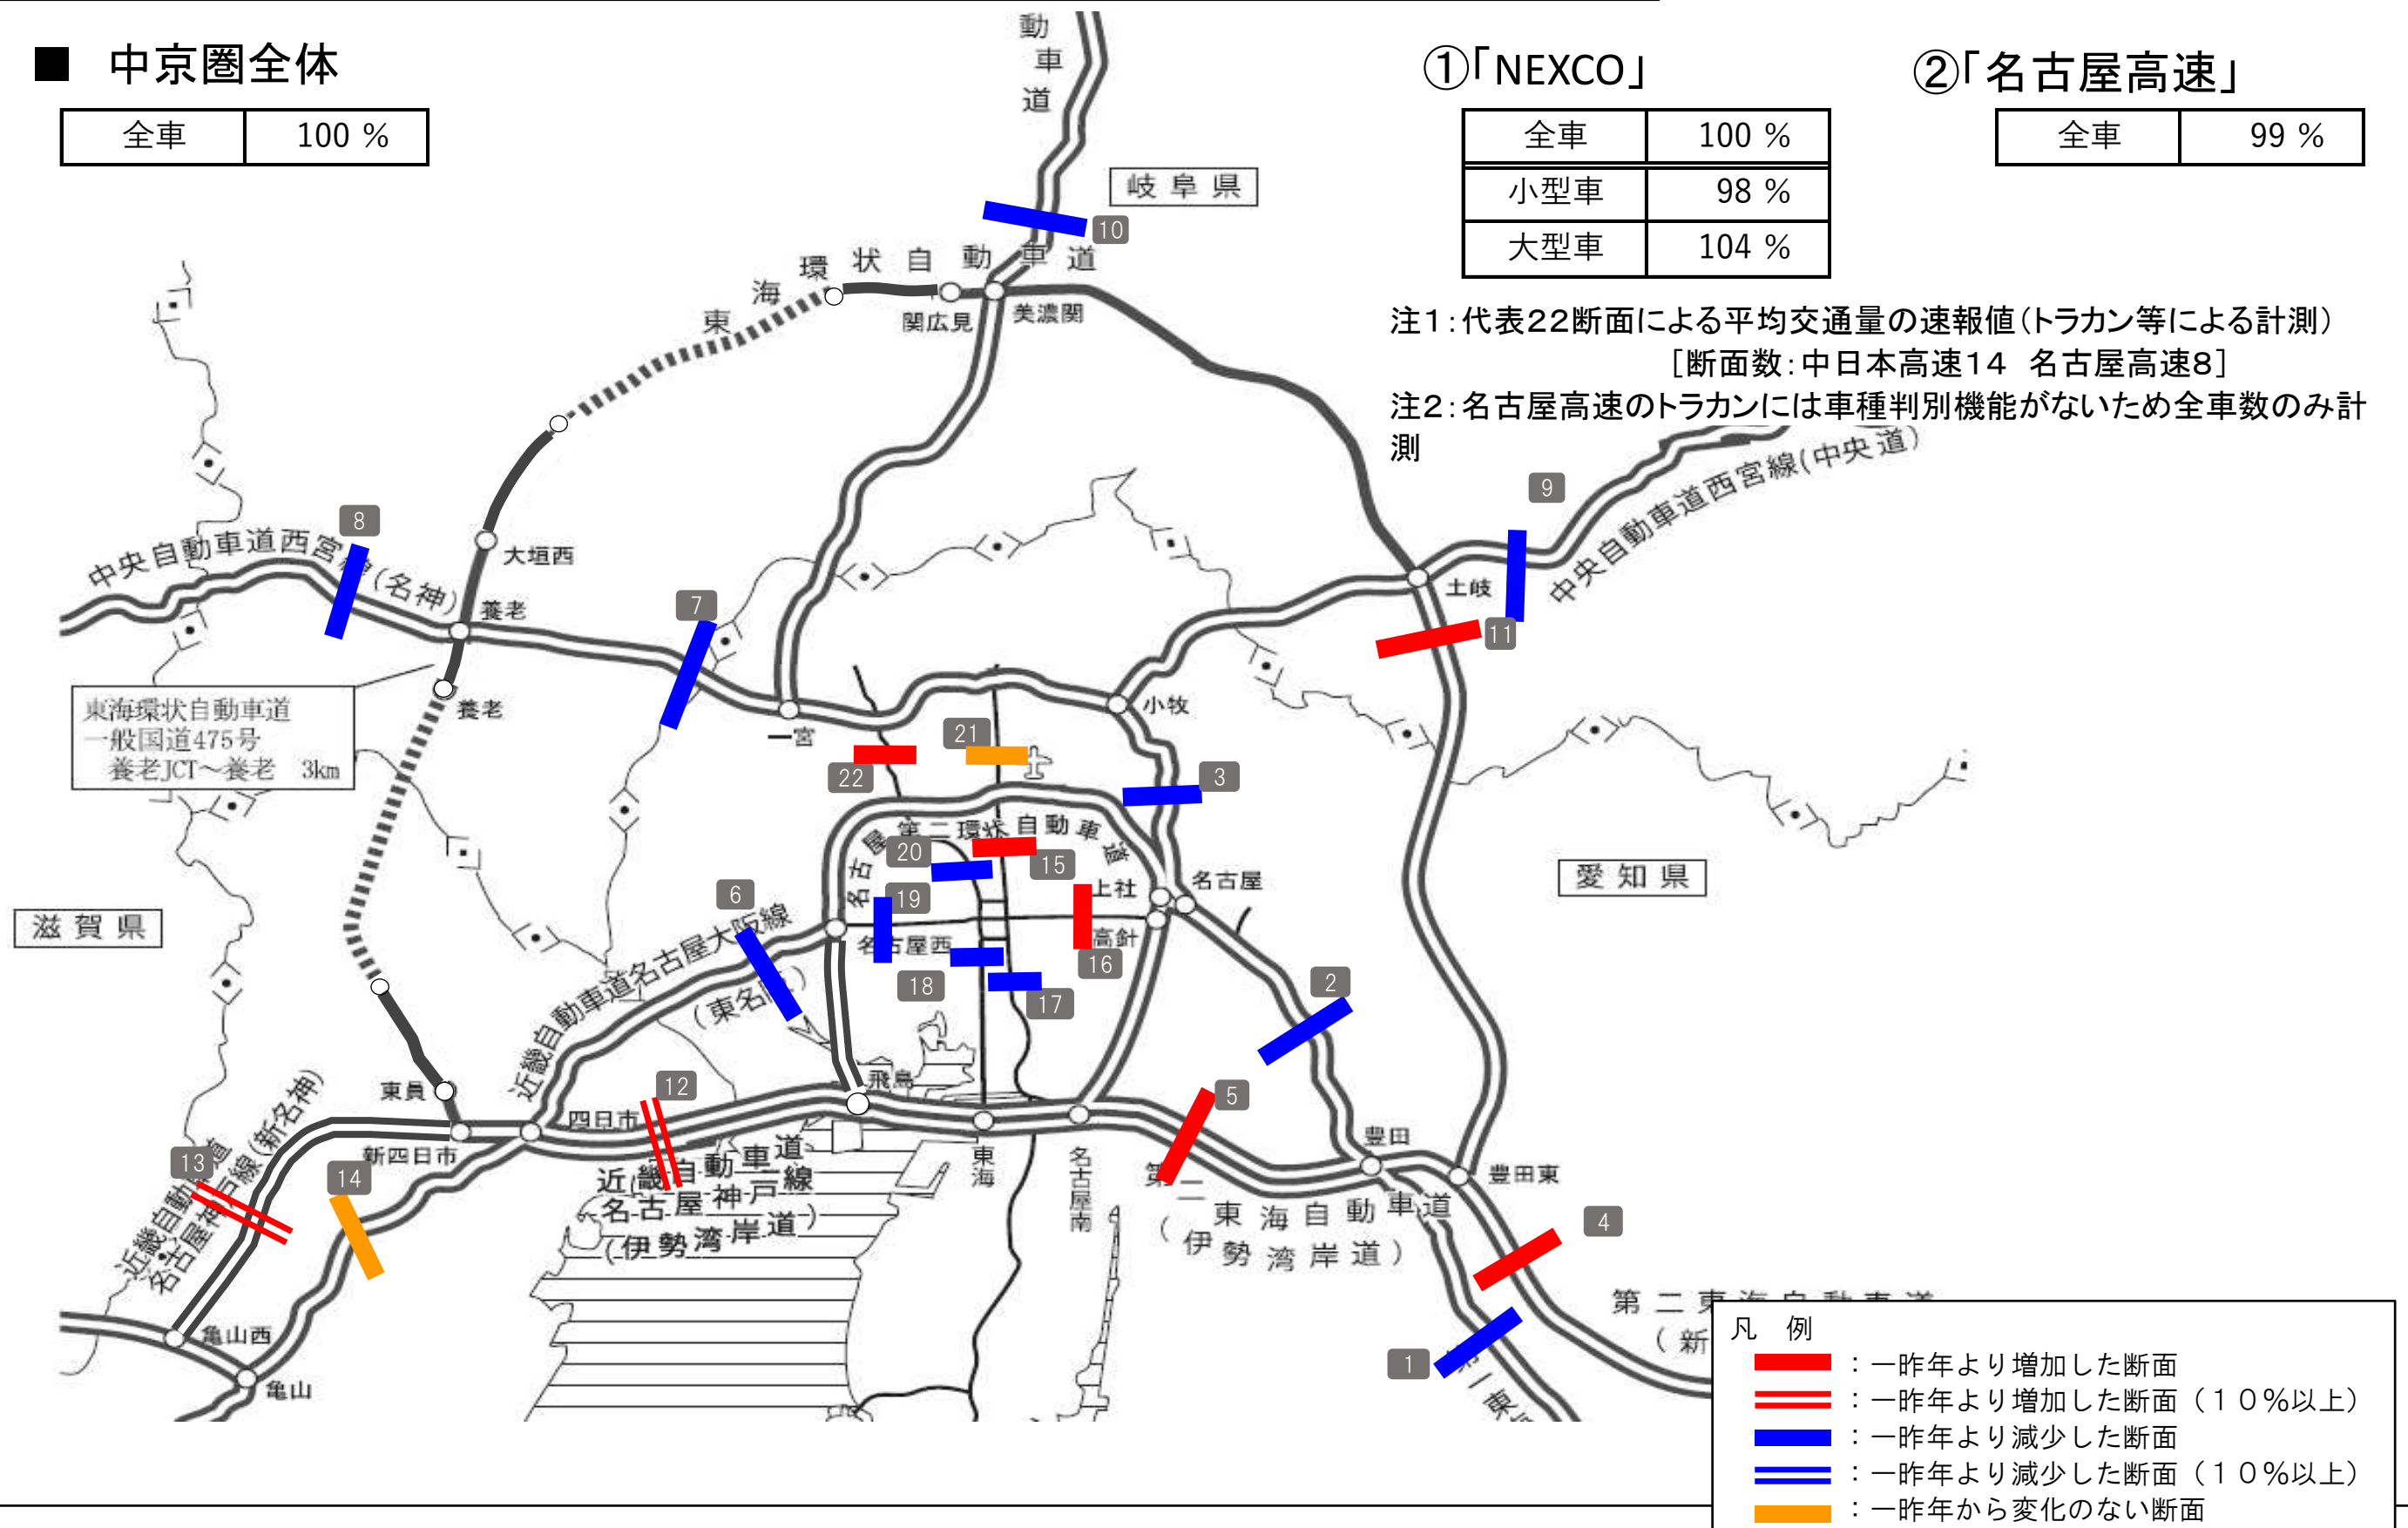 ■ 中京圏全体
全車 100 %
①「NEXCO」
全車 100 %
小型車 98 %
大型車 104 %
②「名古屋高速」
全車 99 %
注1：代表22断面による平均交通量の速報値（トラカン等による計測）
［断面数：中日本高速14 名古屋高速8］
注2：名古屋高速のトラカンには車種判別機能がないため全車数のみ計
測
動車道
岐阜県
10
東海環状自動車道
関広見
美濃関
9
中央自動車道西宮線(中央道)
8
中央自動車道西宮線(名神)
大垣西
養老
7
土岐
11
東海環状自動車道
一般国道475号
養老JCT～養老 3km
養老
一宮
小牧
21
22
3
名古屋第二環状自動車道
20
15
19
上社
名古屋
愛知県
滋賀県
6
近畿自動車道名古屋大阪線
(東名阪)
名古屋西
高針
16
18
17
2
東員
12
飛島
5
四日市
新四日市
豊田
豊田東
13
14
近畿自動車道
名古屋神戸線(新名神)
近畿自動車道
名古屋神戸線
(伊勢湾岸道)
東海
名古屋南
第二東海自動車道
(伊勢湾岸道)
4
亀山西
亀山
1
第一東
第二東海自動車道
(新
凡 例
：一昨年より増加した断面
：一昨年より増加した断面（１０％以上）
：一昨年より減少した断面
：一昨年より減少した断面（１０％以上）
：一昨年から変化のない断面